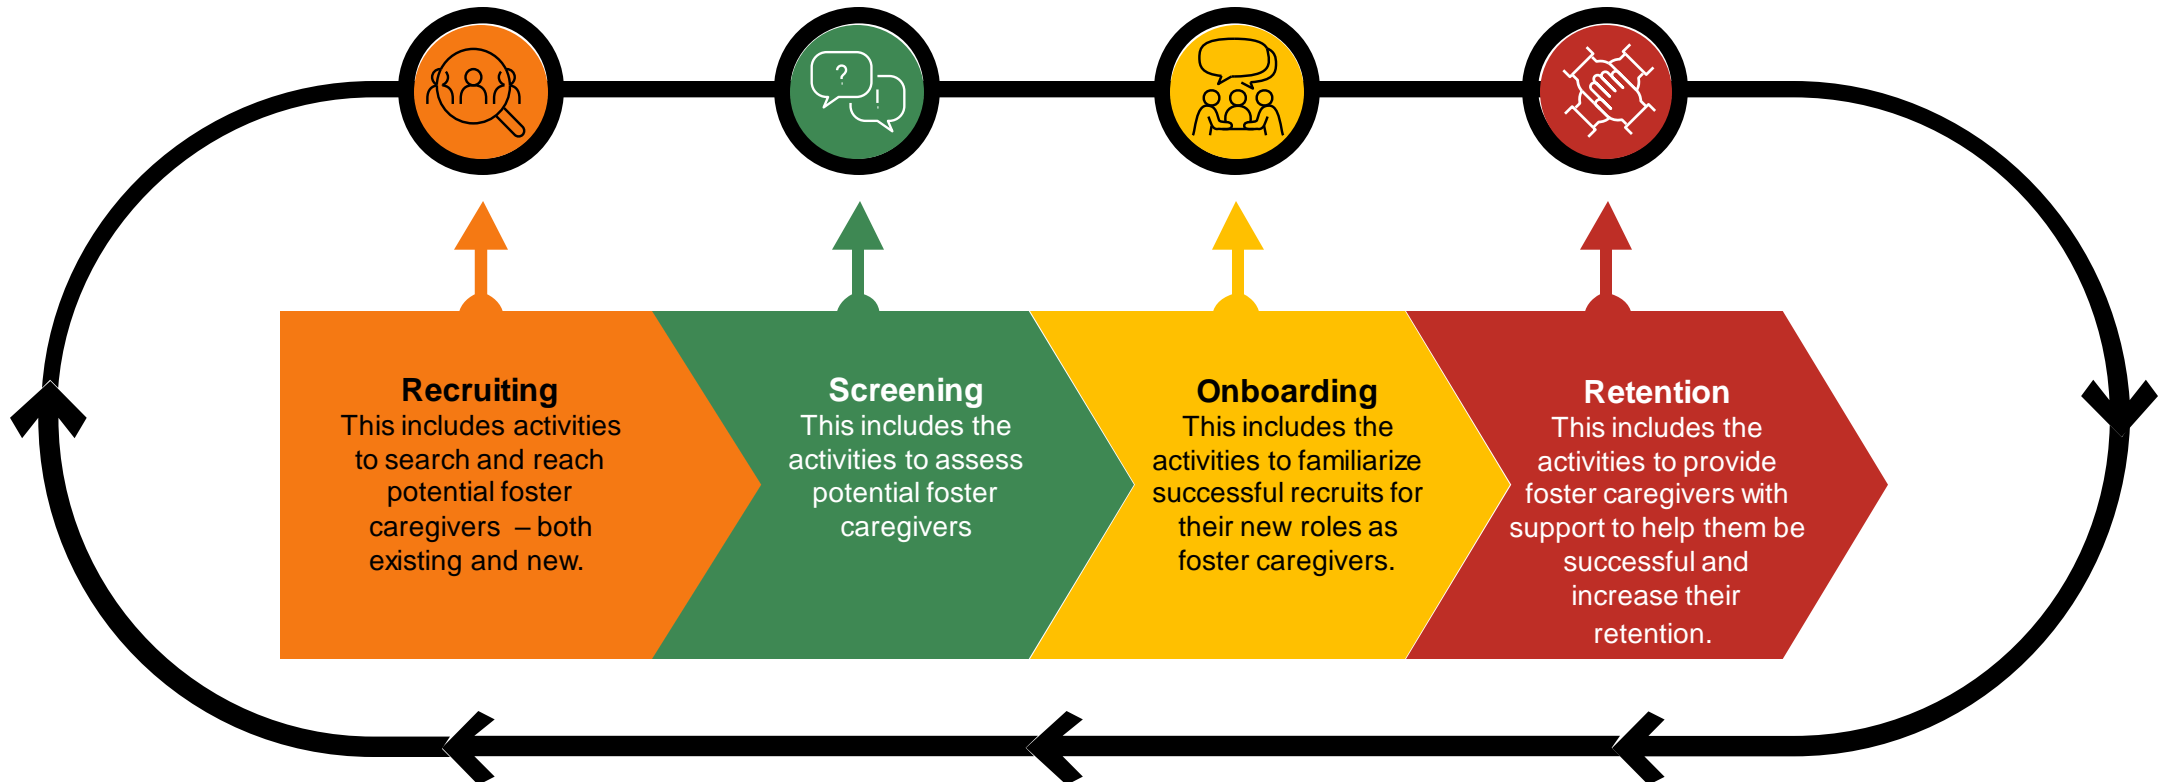 ?
!
Recruiting
This includes activities
to search and reach
potential foster
caregivers – both
existing and new.
Screening
This includes the
activities to assess
potential foster
caregivers
Onboarding
This includes the
activities to familiarize
successful recruits for
their new roles as
foster caregivers.
Retention
This includes the
activities to provide
foster caregivers with
support to help them be
successful and
increase their
retention.